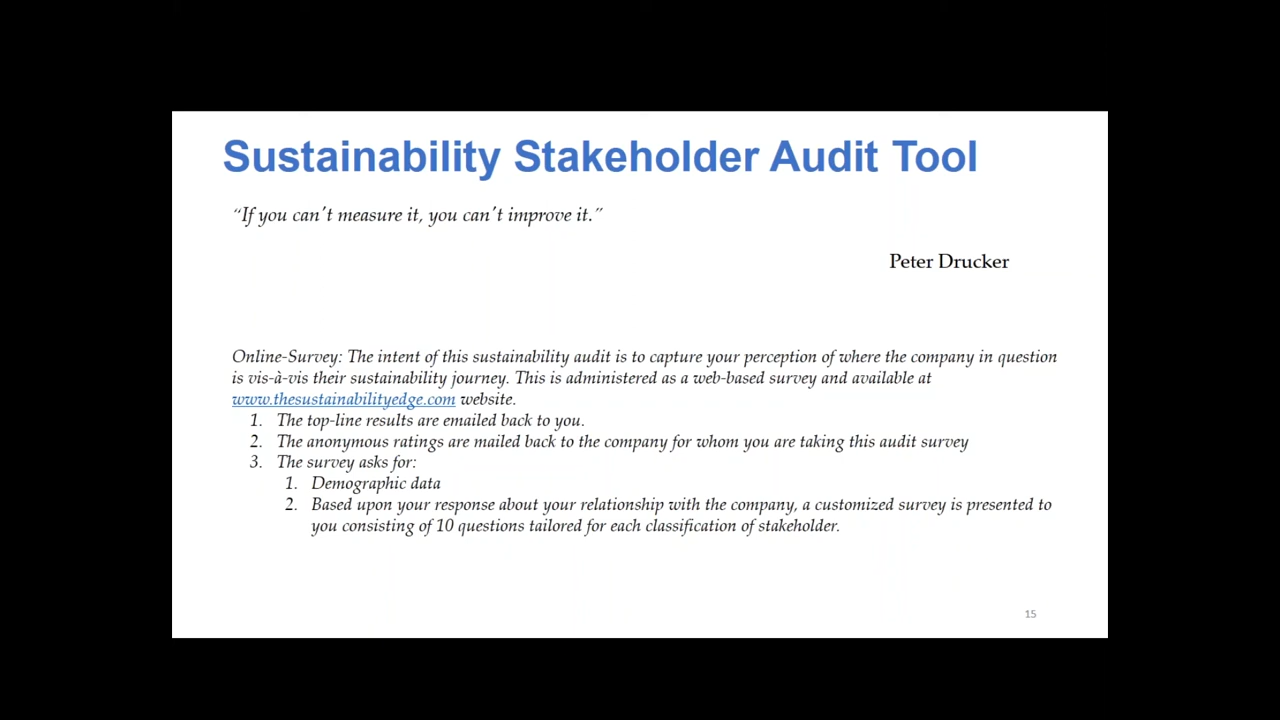 Sustainability Stakeholder Audit Tool
“If you can't measure it, you can't improve it.”
Peter Drucker
Online-Survey: The intent of this sustainability audit is to capture your perception of where the company in question
is vis-à-vis their sustainability journey. This is administered as a web-based survey and available at
www.thesustainabilityedge.com website.
1. The top-line results are emailed back to you.
2. The anonymous ratings are mailed back to the company for whom you are taking this audit survey
3. The survey asks for:
1. Demographic data
2. Based upon your response about your relationship with the company, a customized survey is presented to
you consisting of 10 questions tailored for each classification of stakeholder.
15